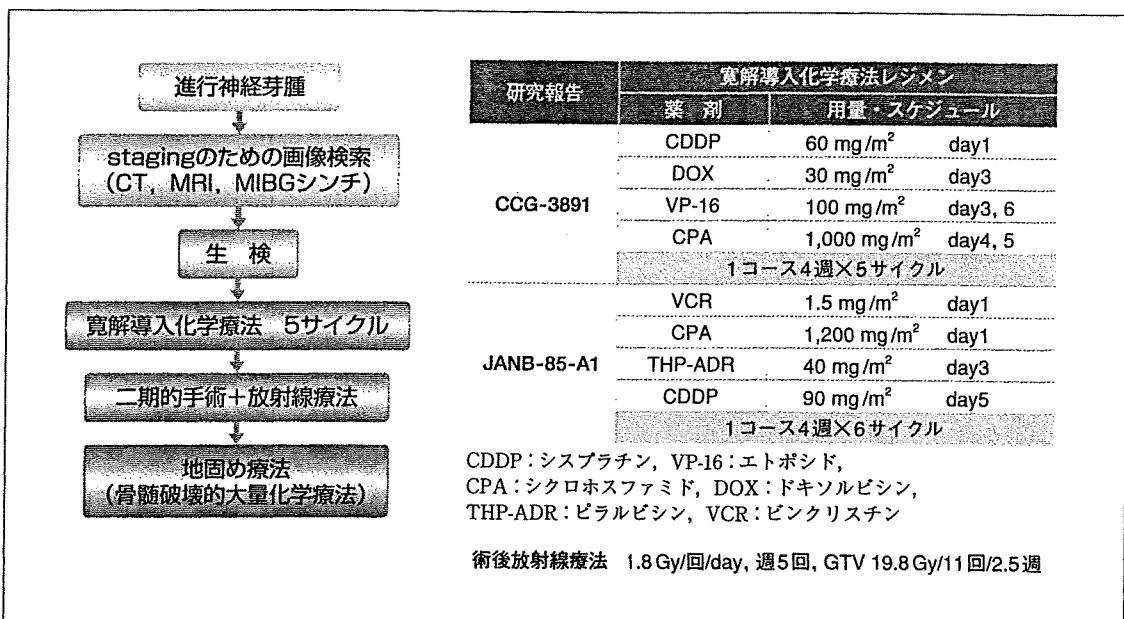 進行神経芽腫
stagingのための画像検索
(CT, MRI, MIBGシンチ)
生 検
寛解導入化学療法 5サイクル
二期的手術+放射線療法
地固め療法
(骨髄破壊的大量化学療法)
研究報告 寛解導入化学療法レジメン
薬 剤 用量・スケジュール
CCG-3891
CDDP 60 mg/m² day1
DOX 30 mg/m² day3
VP-16 100 mg/m² day3, 6
CPA 1,000 mg/m² day4, 5
1コース4週×5サイクル
JANB-85-A1
VCR 1.5 mg/m² day1
CPA 1,200 mg/m² day1
THP-ADR 40 mg/m² day3
CDDP 90 mg/m² day5
1コース4週×6サイクル
CDDP:シスプラチン, VP-16:エトポシド,
CPA:シクロホスファミド, DOX:ドキソルビシン,
THP-ADR:ピラルビシン, VCR:ビンクリスチン
術後放射線療法 1.8 Gy/回/day, 週5回, GTV 19.8 Gy/11回/2.5週